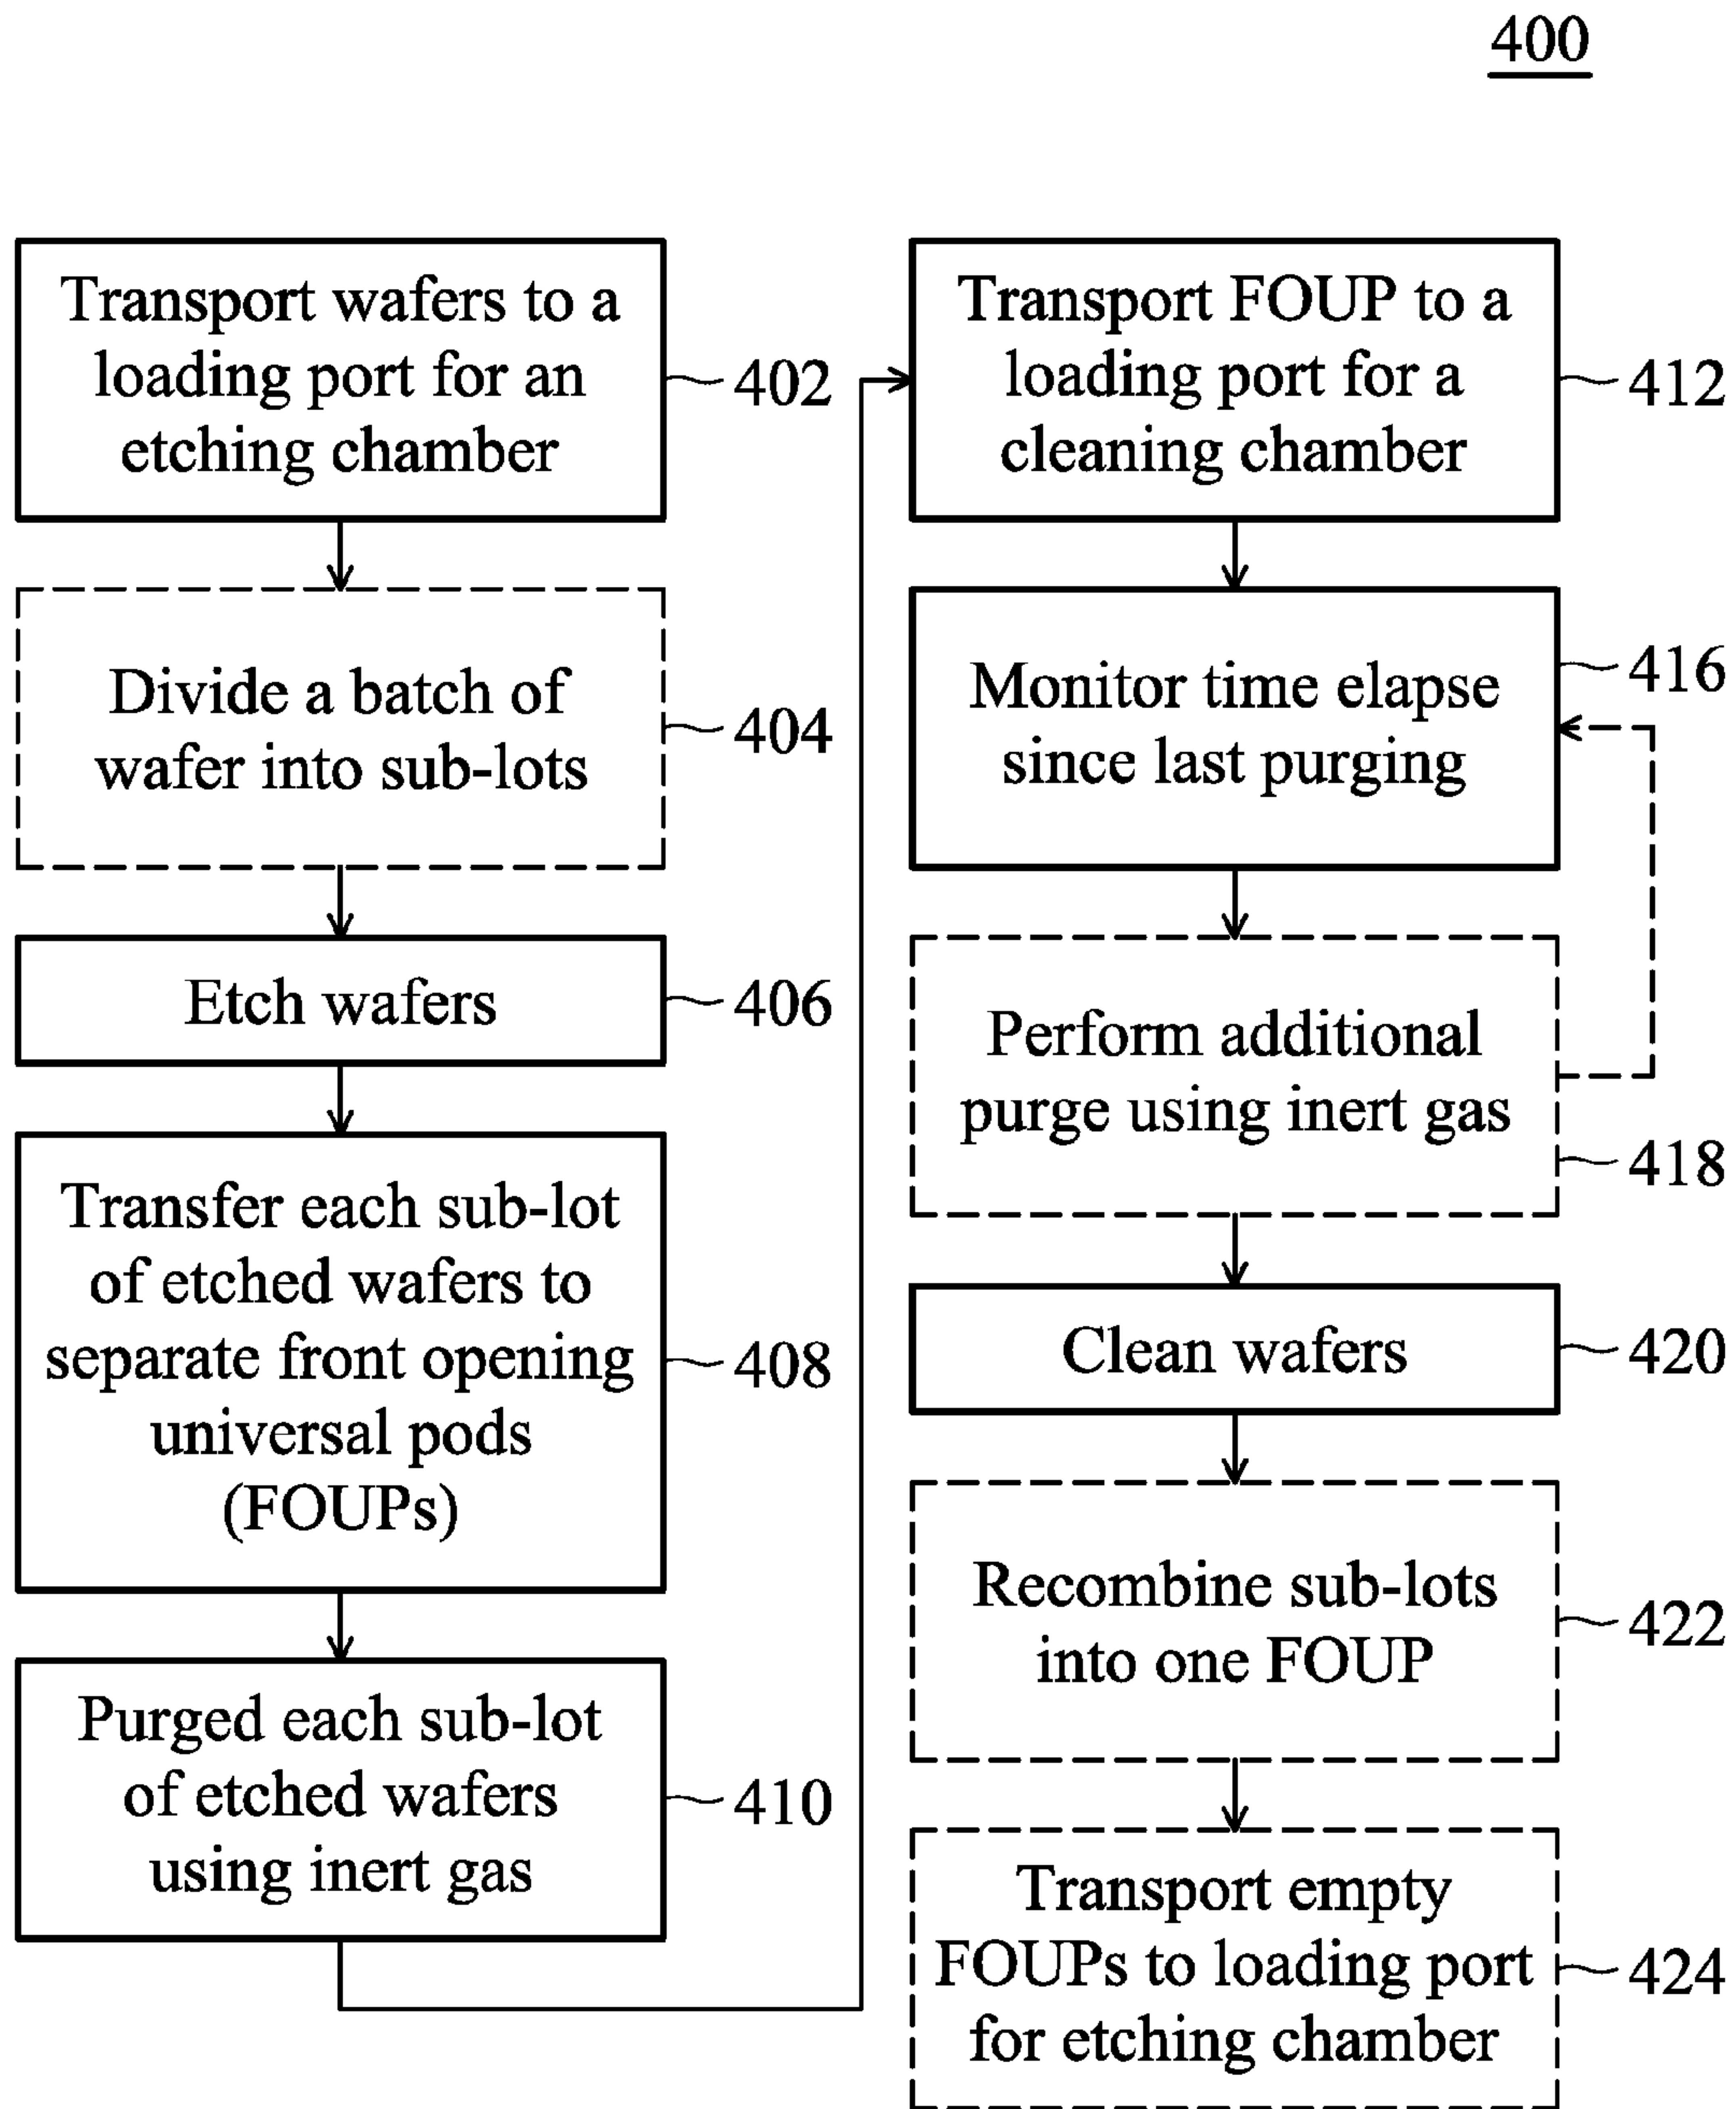 400
Transport wafers to a
loading port for an
etching chamber
402
Divide a batch of
wafer into sub-lots
404
Etch wafers
406
Transfer each sub-lot
of etched wafers to
separate front opening
universal pods
(FOUPs)
408
Purged each sub-lot
of etched wafers
using inert gas
410
Transport FOUP to a
loading port for a
cleaning chamber
412
Monitor time elapse
since last purging
416
Perform additional
purge using inert gas
418
Clean wafers
420
Recombine sub-lots
into one FOUP
422
Transport empty
FOUPs to loading port
for etching chamber
424